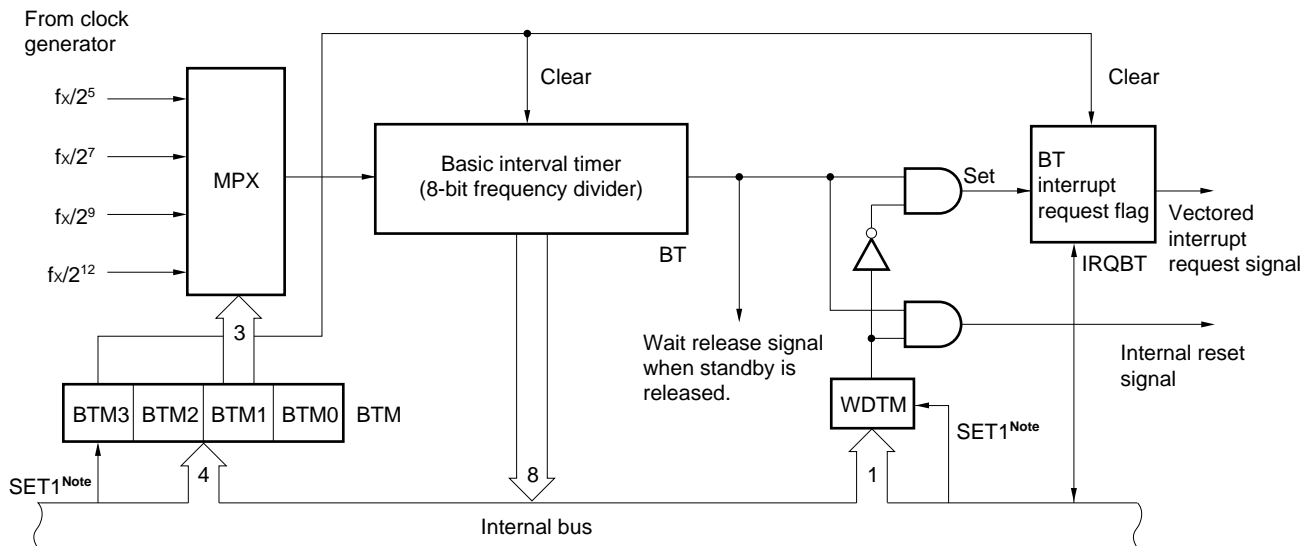 From clock
generator
fX/2⁵
fX/2⁷
fX/2⁹
fX/2¹²
MPX
3
Clear
Basic interval timer
(8-bit frequency divider)
BT
Clear
Set
BT
interrupt
request flag
IRQBT
Vectored
interrupt
request signal
Wait release signal
when standby is
released.
Internal reset
signal
BTM3 BTM2 BTM1 BTM0 BTM
WDTM
SET1Note
SET1Note
4
8
1
Internal bus